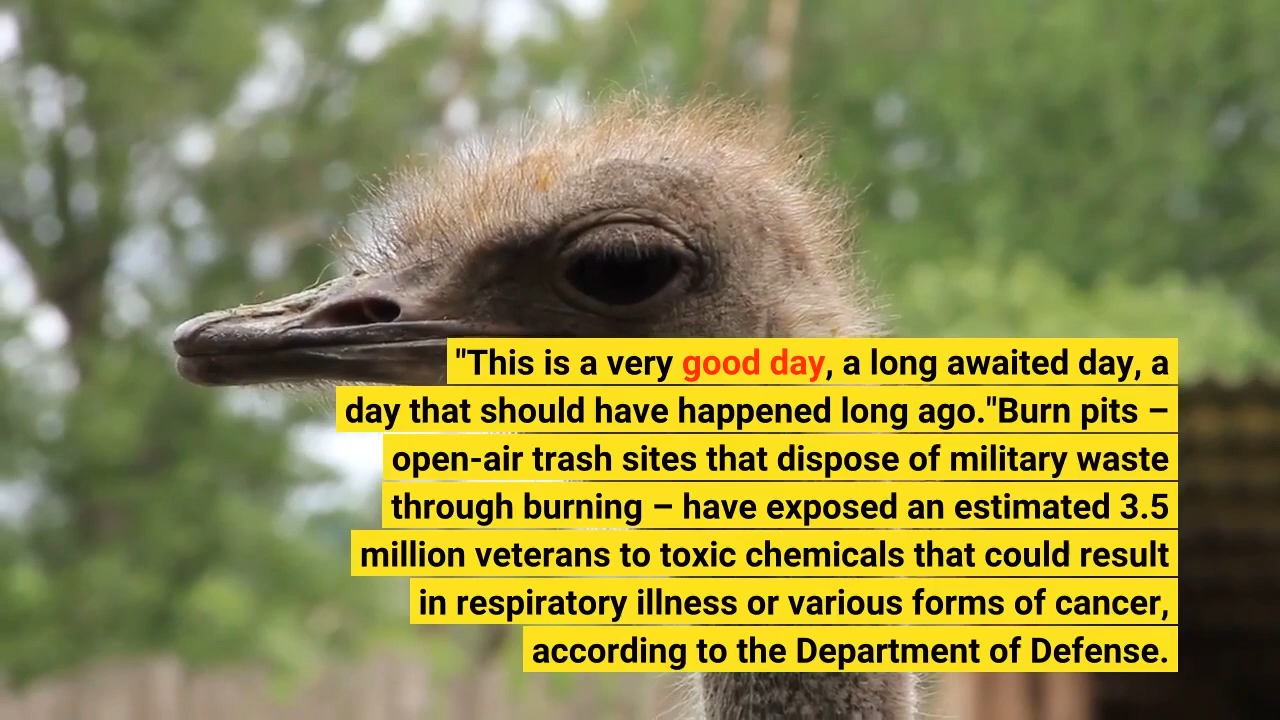 "This is a very good day, a long awaited day, a
day that should have happened long ago."Burn pits –
open-air trash sites that dispose of military waste
through burning – have exposed an estimated 3.5
million veterans to toxic chemicals that could result
in respiratory illness or various forms of cancer,
according to the Department of Defense.